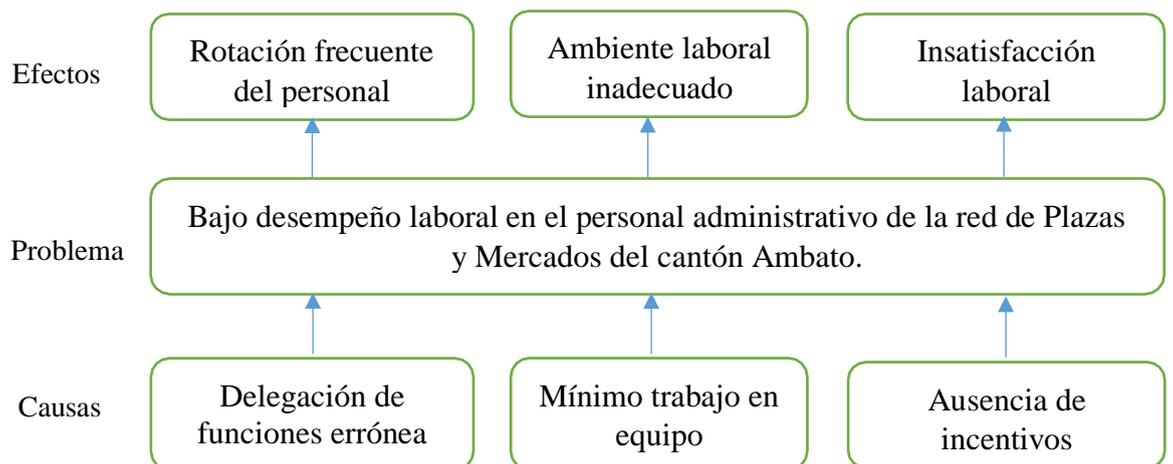 Efectos
Rotación frecuente
del personal
Ambiente laboral
inadecuado
Insatisfacción
laboral
Problema
Bajo desempeño laboral en el personal administrativo de la red de Plazas
y Mercados del cantón Ambato.
Causas
Delegación de
funciones errónea
Mínimo trabajo en
equipo
Ausencia de
incentivos